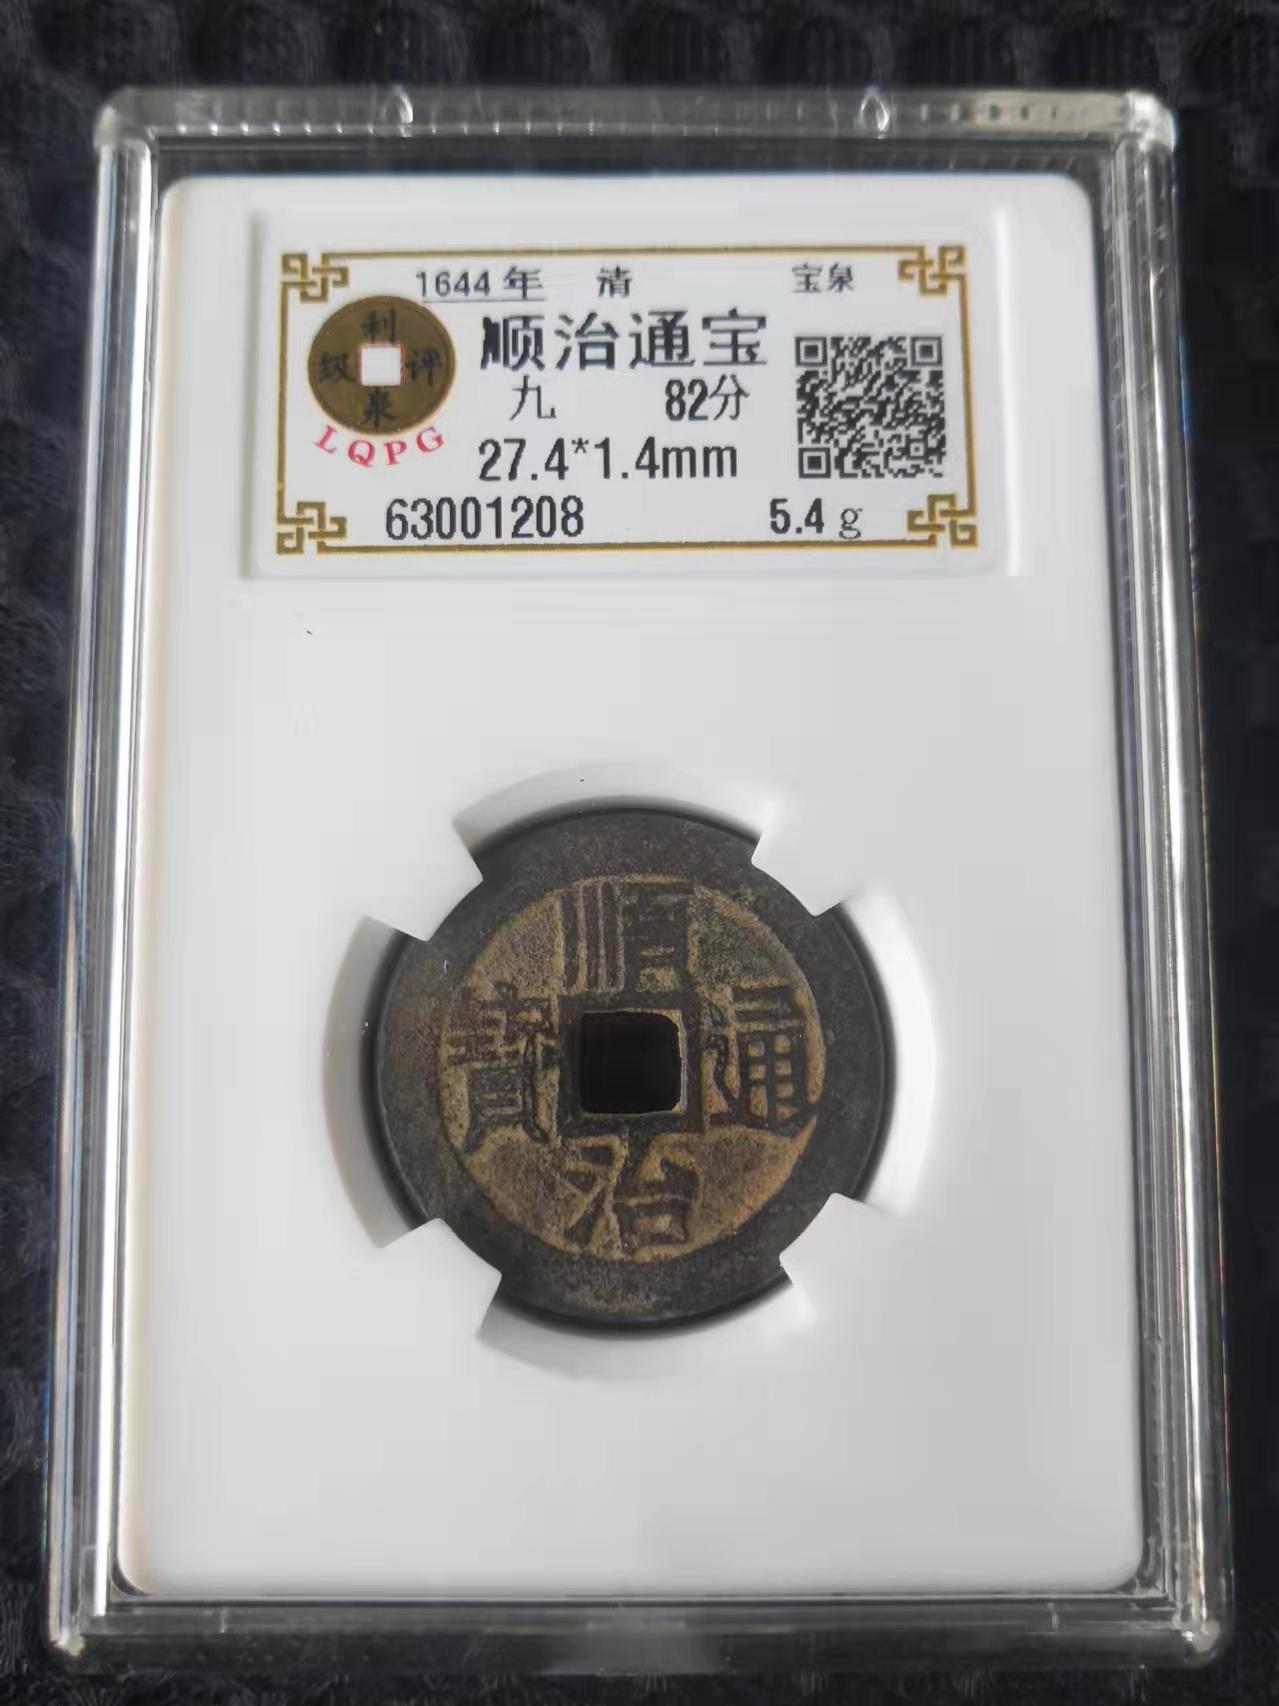 1644年 清 宝泉
利
级 评
泉
LQPG
顺治通宝
九 82分
27.4*1.4mm
63001208 5.4g
順
寶 通
治